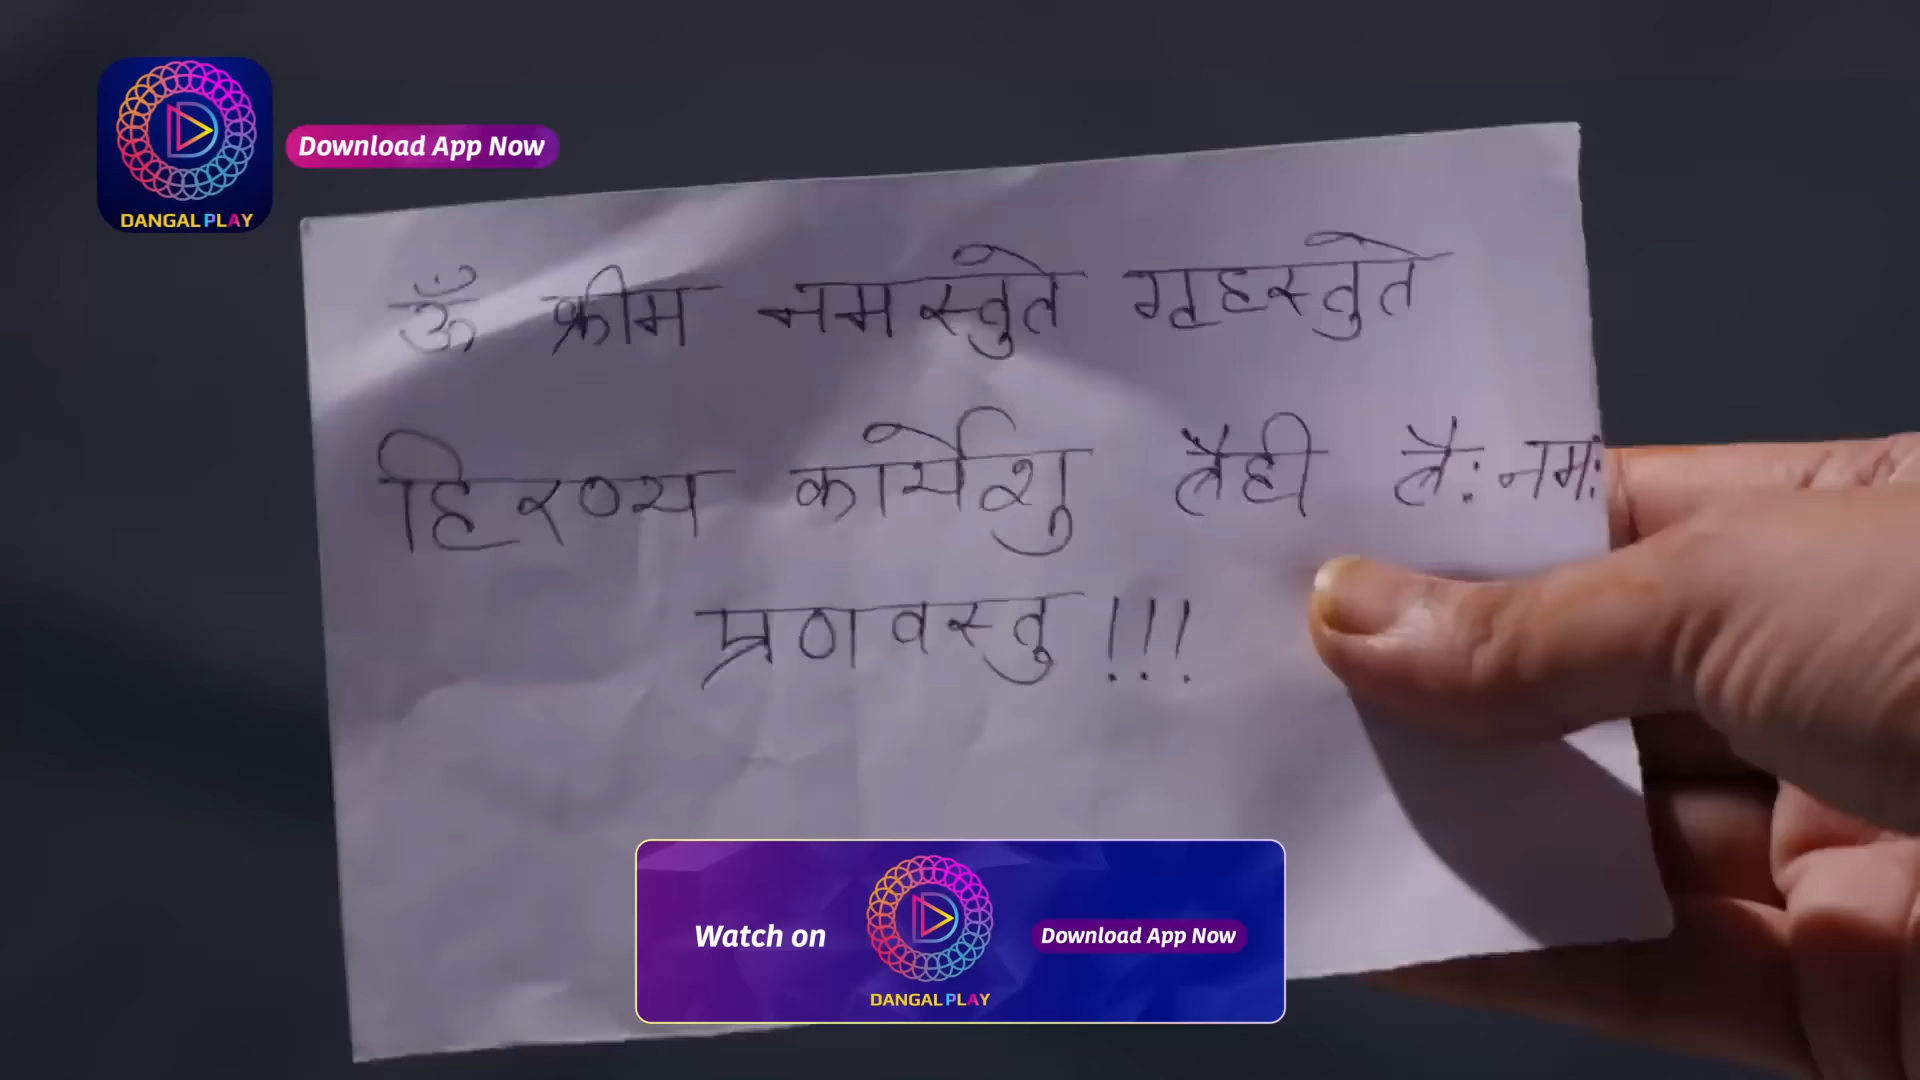 DANGAL PLAY
Download App Now
ॐ क्रीम नमस्तुते गृहस्तुते
हिरण्य कार्येशु लैही लै: नम:
प्रणवस्तु !!!
Watch on
DANGAL PLAY
Download App Now